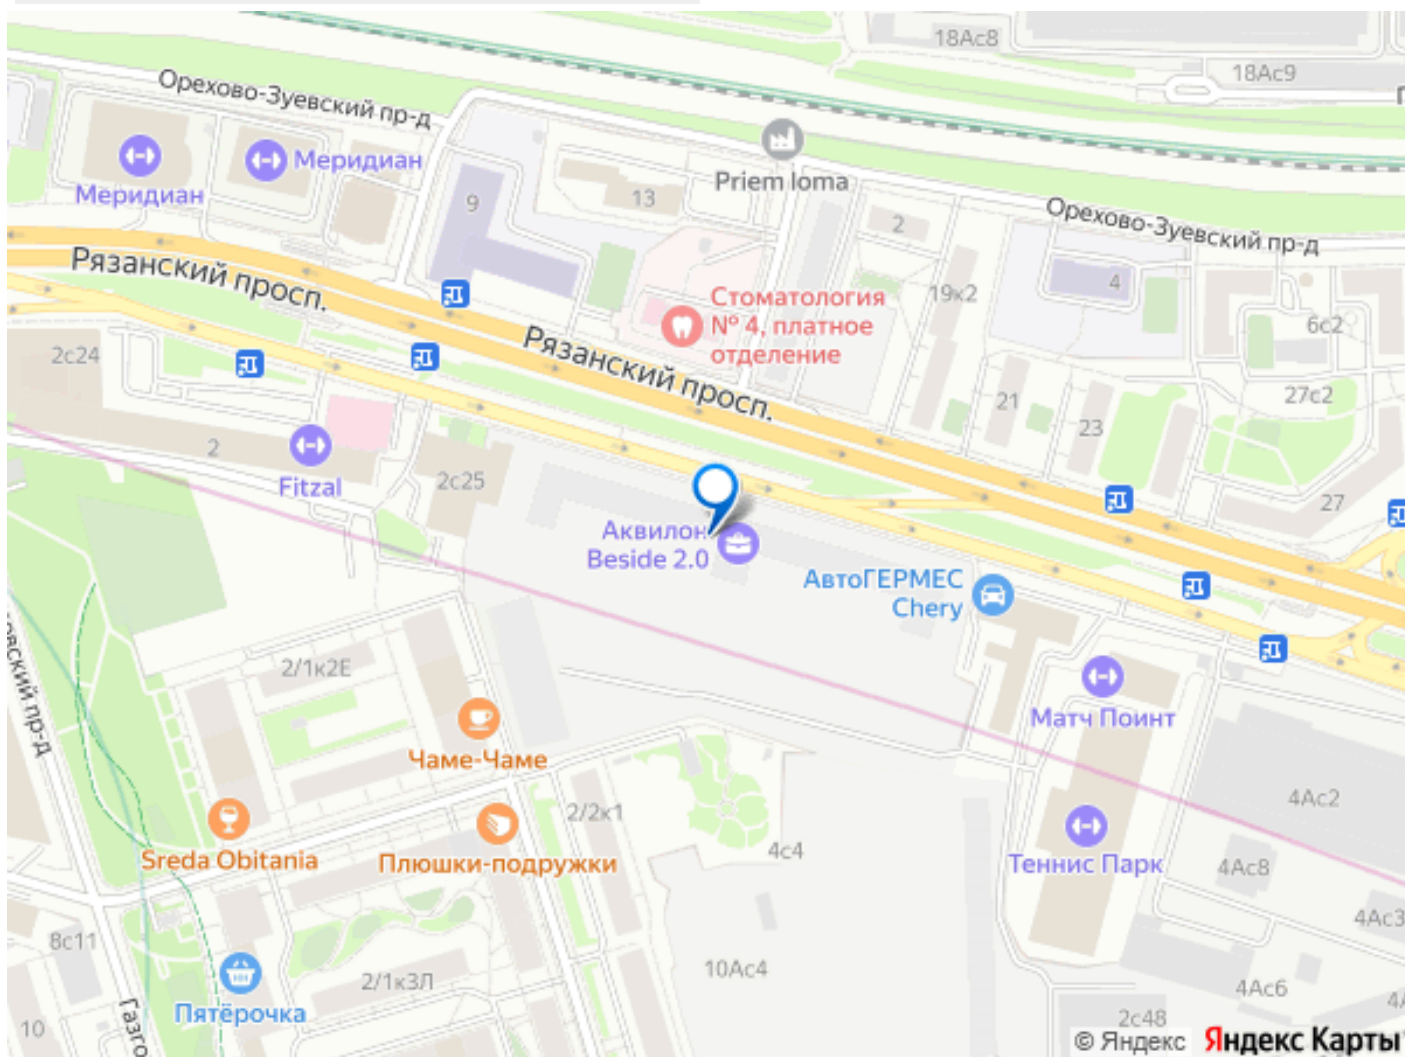 18Ас8
18Ас9
Орехово-Зуевский пр-д
Меридиан
Меридиан
Priem loma
9
13
2
Орехово-Зуевский пр-д
4
Рязанский просп.
Стоматология
№ 4, платное
отделение
19к2
6с2
2с24
Рязанский просп.
27с2
21
23
2
Fitzal
2с25
27
Аквилон
Beside 2.0
АвтоГЕРМЕС
Chery
2/1к2Е
овский пр-д
Матч Поинт
Чаме-Чаме
4Ас2
2/2к1
4с4
Sreda Obitania
Плюшки-подружки
Теннис Парк
4Ас8
4Ас3
8с11
10Ас4
2/1к3Л
4Ас6
Пятёрочка
Газго
10
2с48
© Яндекс Яндекс Карты